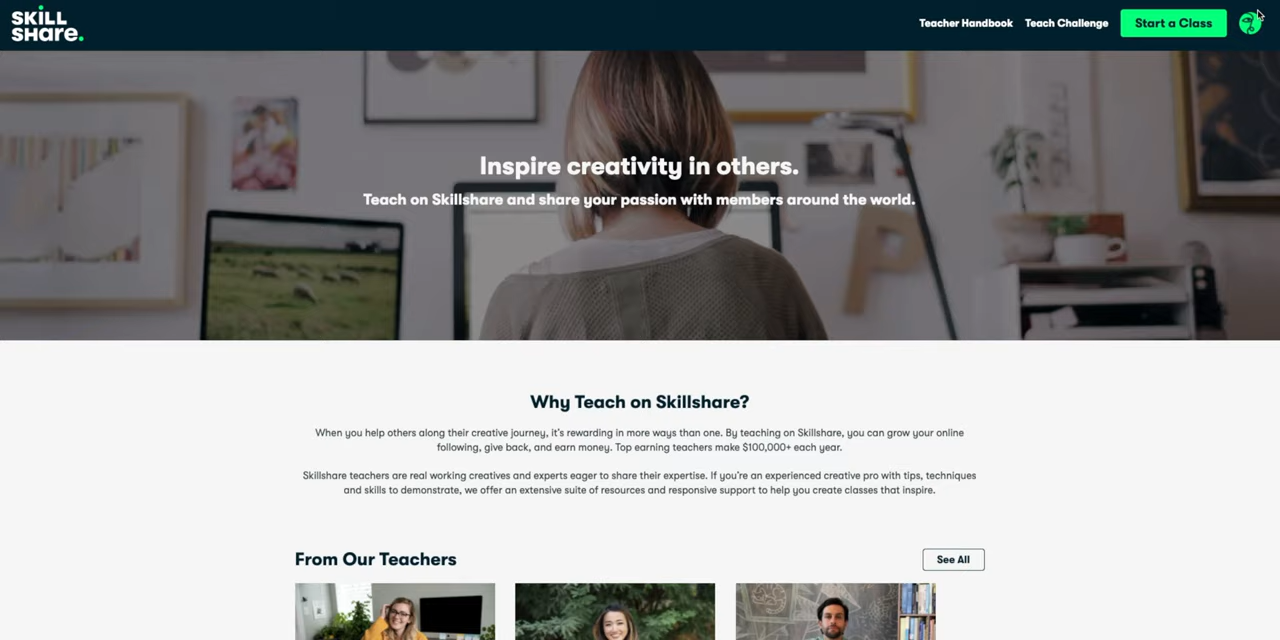 SKILL
SHARE.
Teacher Handbook Teach Challenge Start a Class
Inspire creativity in others.
Teach on Skillshare and share your passion with members around the world.
Why Teach on Skillshare?
When you help others along their creative journey, it's rewarding in more ways than one. By teaching on Skillshare, you can grow your online
following, give back, and earn money. Top earning teachers make $100,000+ each year.
Skillshare teachers are real working creatives and experts eager to share their expertise. If you're an experienced creative pro with tips, techniques
and skills to demonstrate, we offer an extensive suite of resources and responsive support to help you create classes that inspire.
From Our Teachers See All